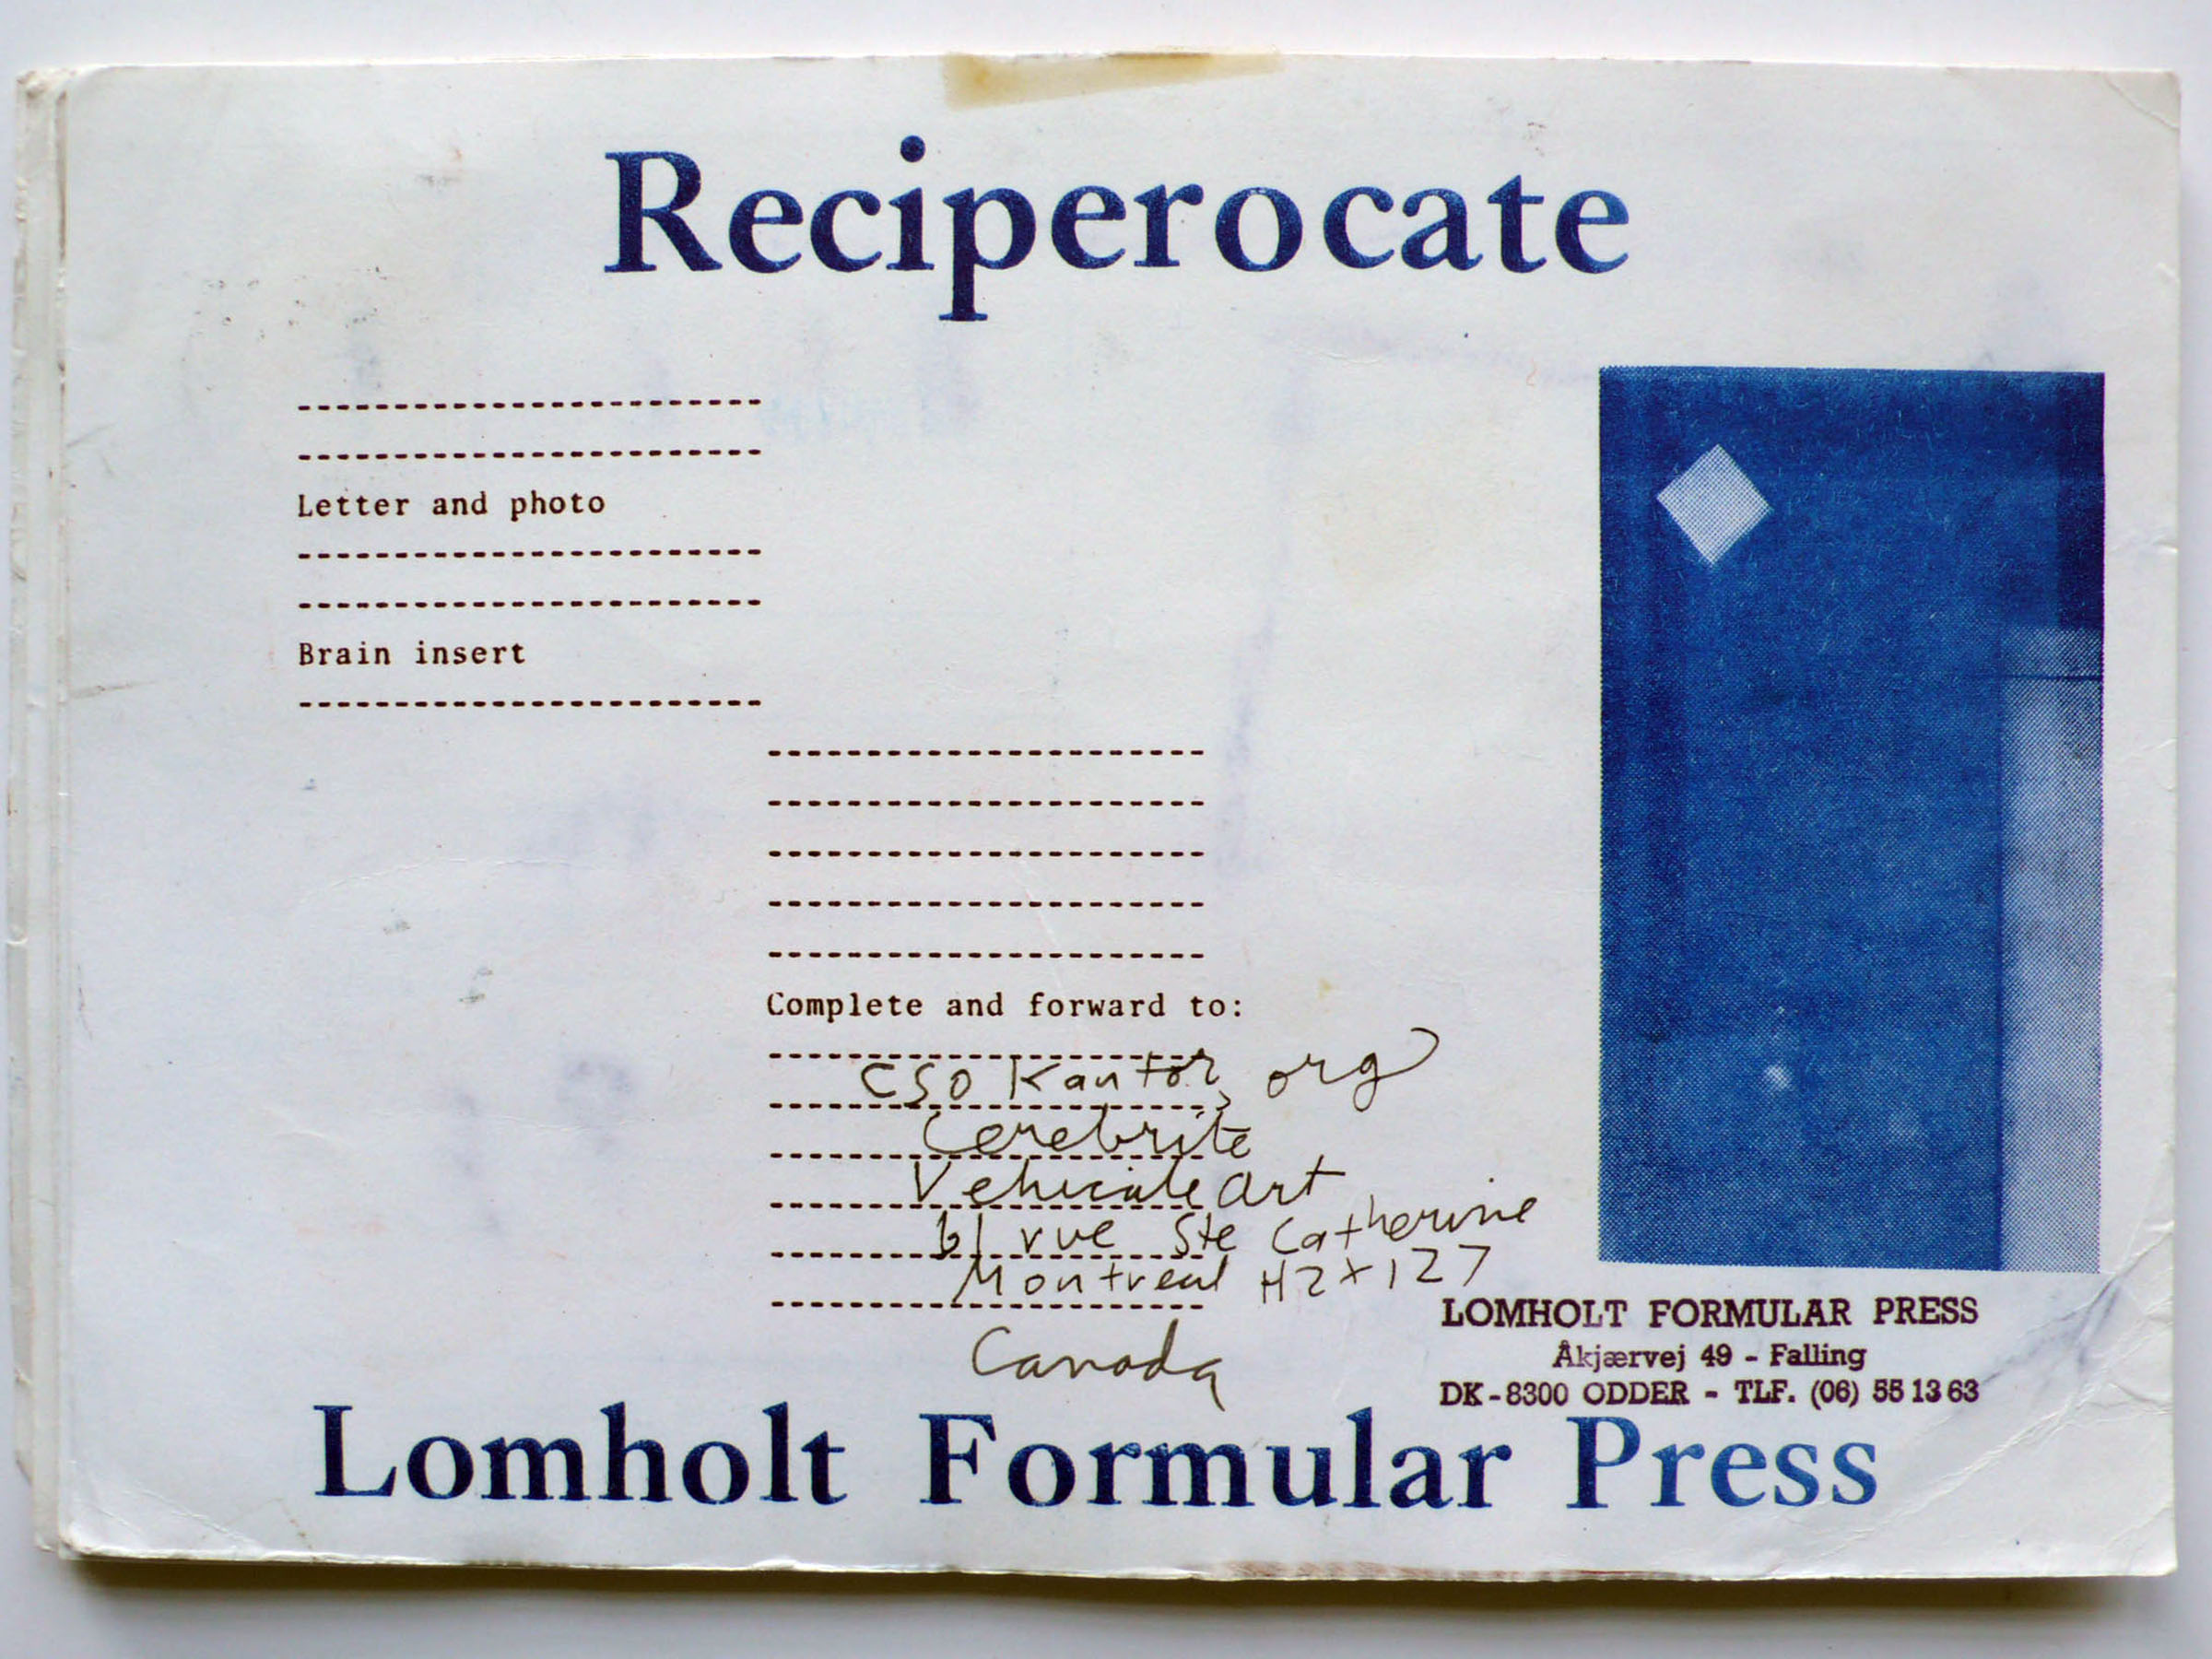 Reciperocate
Letter and photo
Brain insert
Complete and forward to:
CSO Kantor, org
Cerebrite
Vehicule Art
61 rue Ste Catherine
Montreal H2X1Z7
Canada
LOMHOLT FORMULAR PRESS
Åkjærvej 49 - Falling
DK-8300 ODDER - TLF. (06) 55 13 63
Lomholt Formular Press